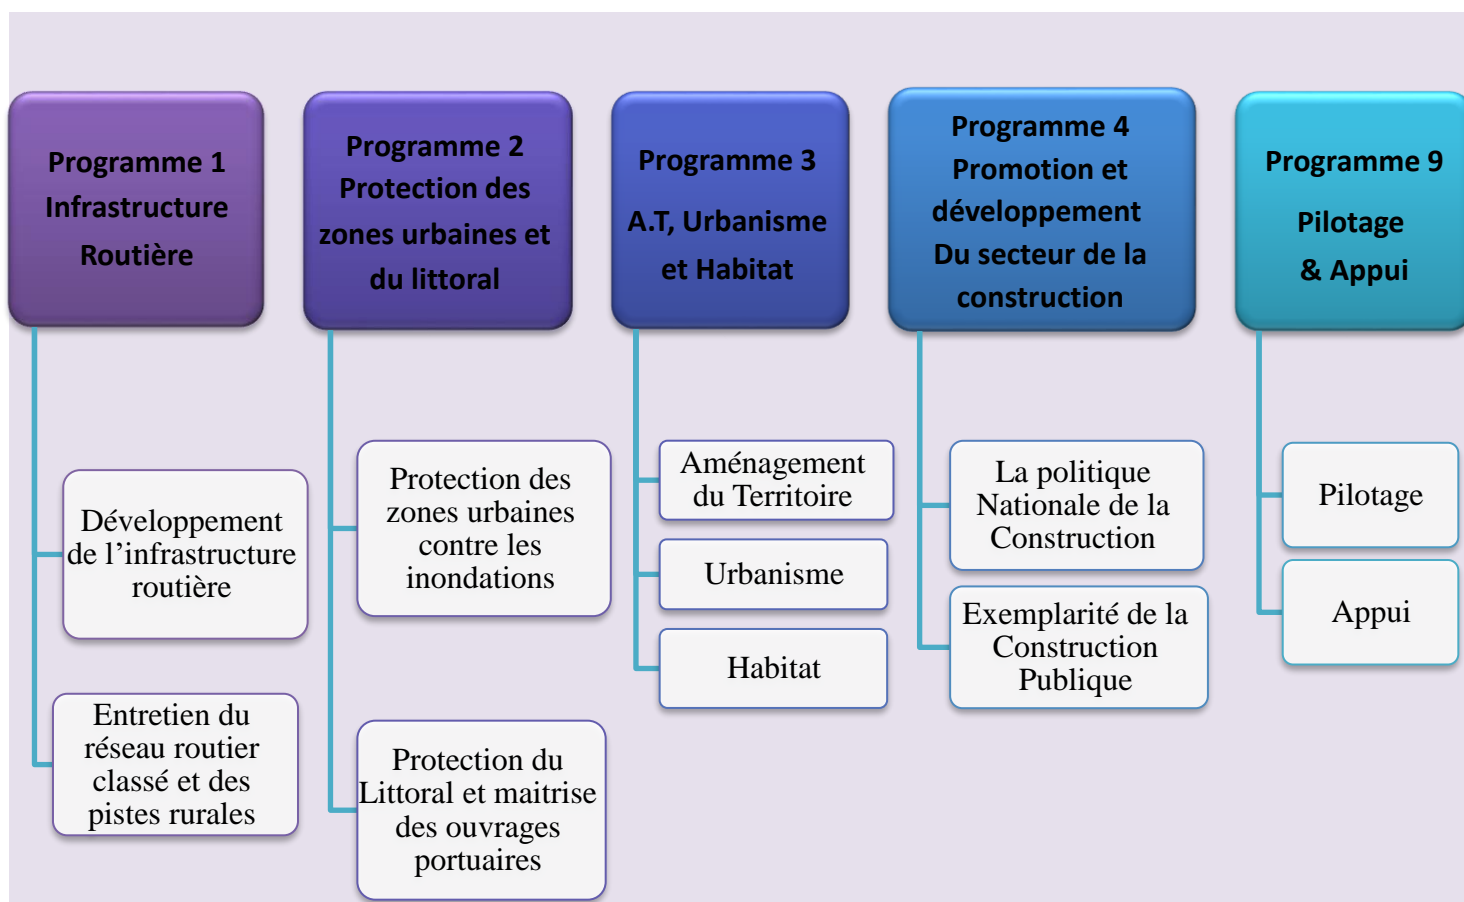 Programme 1
Infrastructure
Routière
Programme 2
Protection des
zones urbaines et
du littoral
Programme 3
A.T, Urbanisme
et Habitat
Programme 4
Promotion et
développement
Du secteur de la
construction
Programme 9
Pilotage
& Appui
Développement
de l’infrastructure
routière
Entretien du
réseau routier
classé et des
pistes rurales
Protection des
zones urbaines
contre les
inondations
Protection du
Littoral et maitrise
des ouvrages
portuaires
Aménagement
du Territoire
Urbanisme
Habitat
La politique
Nationale de la
Construction
Exemplarité de la
Construction
Publique
Pilotage
Appui